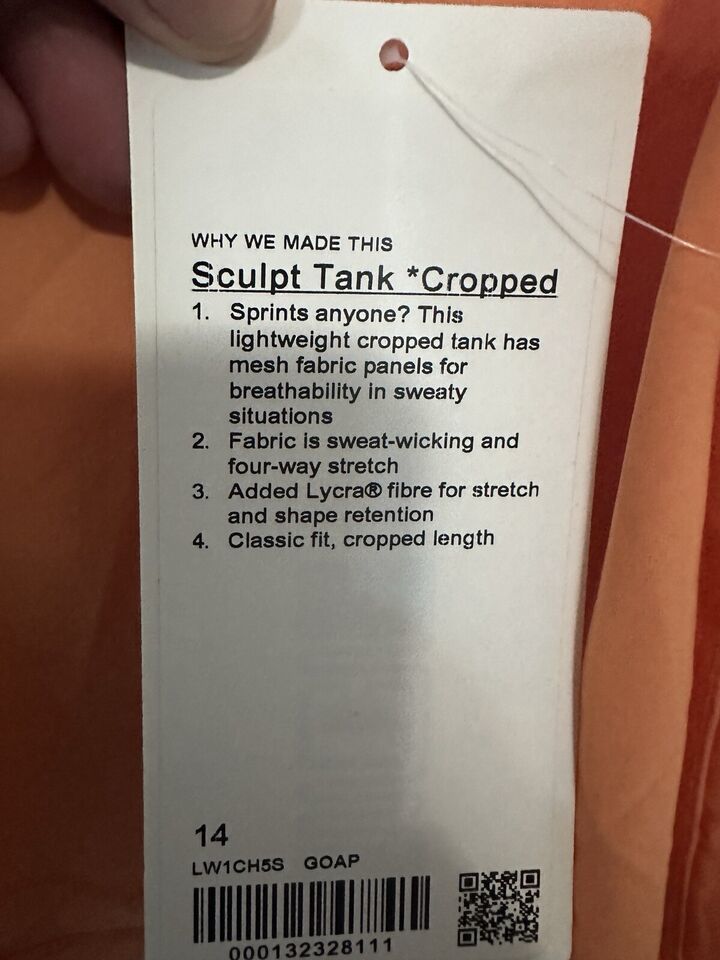 WHY WE MADE THIS
Sculpt Tank *Cropped
1. Sprints anyone? This
lightweight cropped tank has
mesh fabric panels for
breathability in sweaty
situations
2. Fabric is sweat-wicking and
four-way stretch
3. Added Lycra® fibre for stretch
and shape retention
4. Classic fit, cropped length
14
LW1CH5S GOAP
000132328111